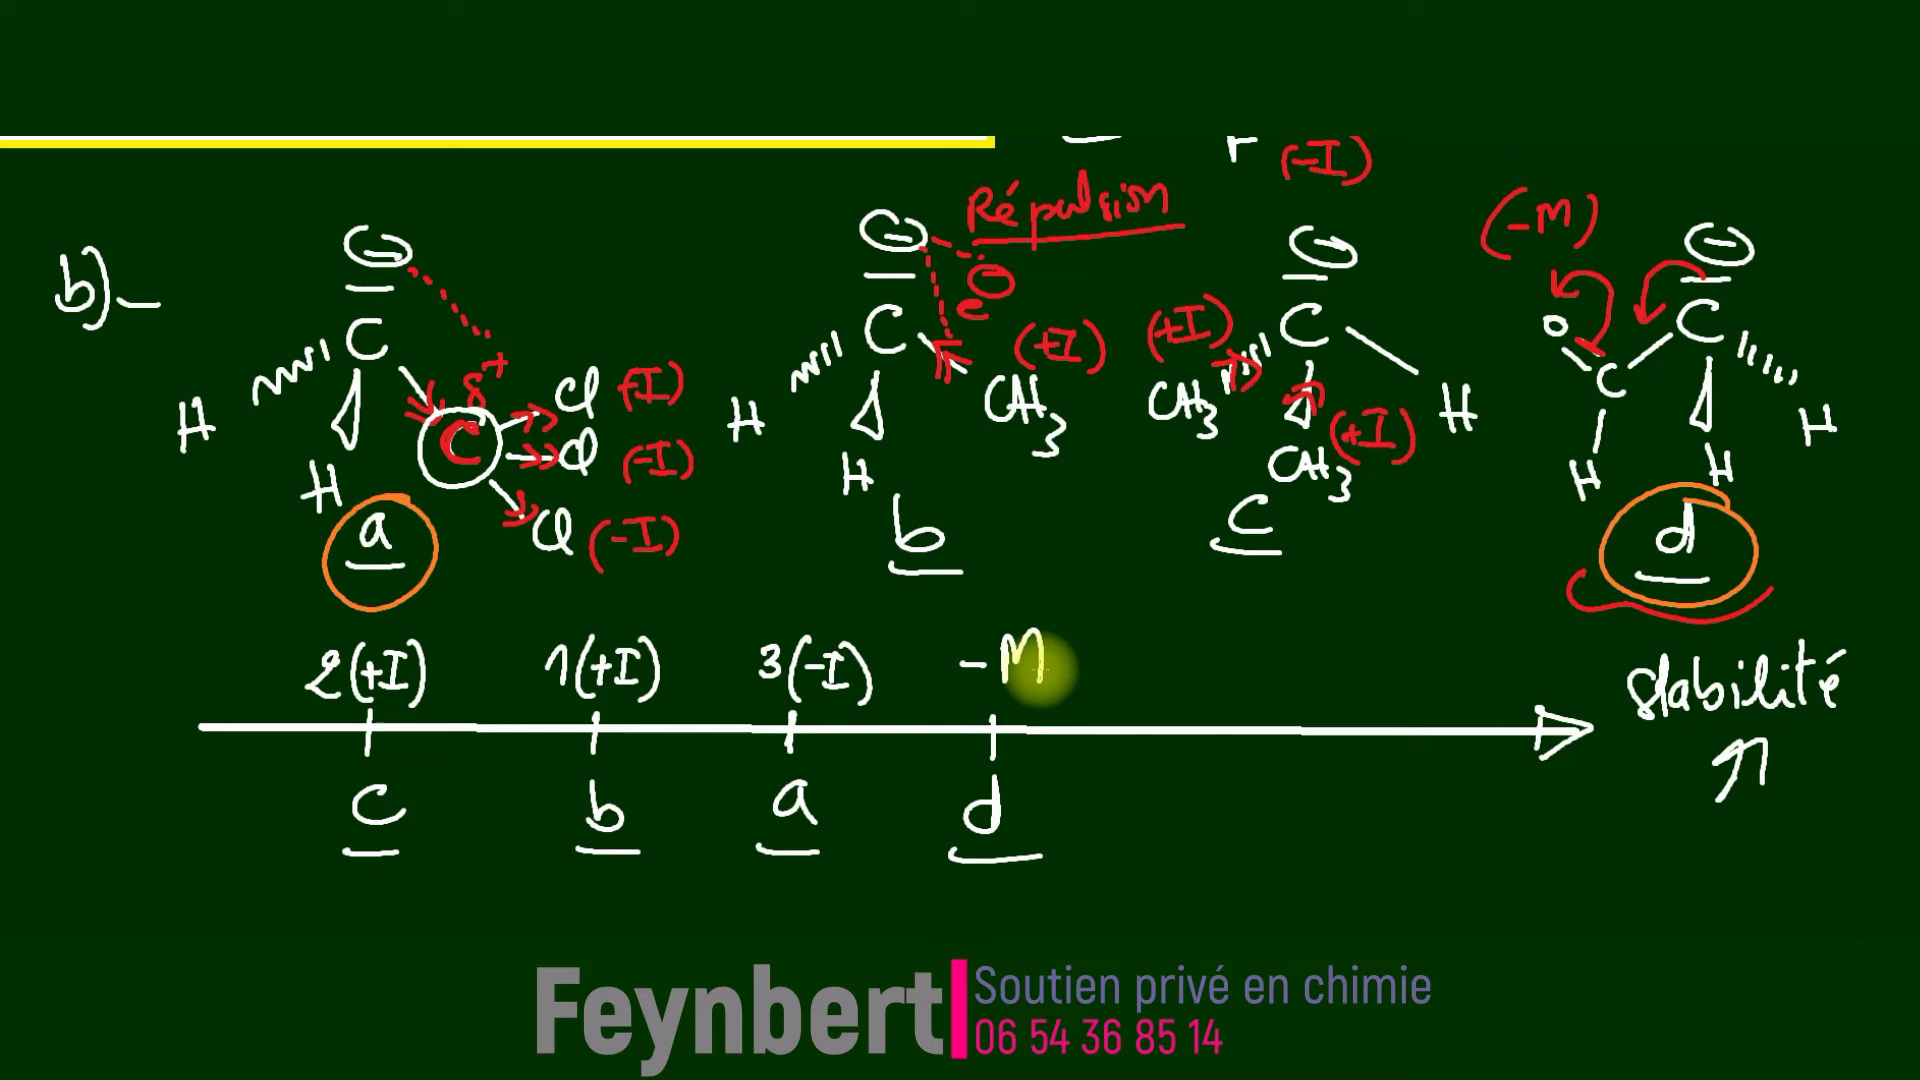 (-I)
b)-
Répulsion
(-M)
⊖
⊖
⊖
⊖
e⊖
C
C
C
C
O
C
δ+
(+I)
(+I)
H
H
C
Cl (-I)
Cl (-I)
Cl (-I)
H
H
CH3
CH3
CH3 (+I)
H
H
H
H
a
b
c
d
2(+I) 1(+I) 3(-I) -M
stabilité ↑
c b a d
Feynbert
Soutien privé en chimie
06 54 36 85 14